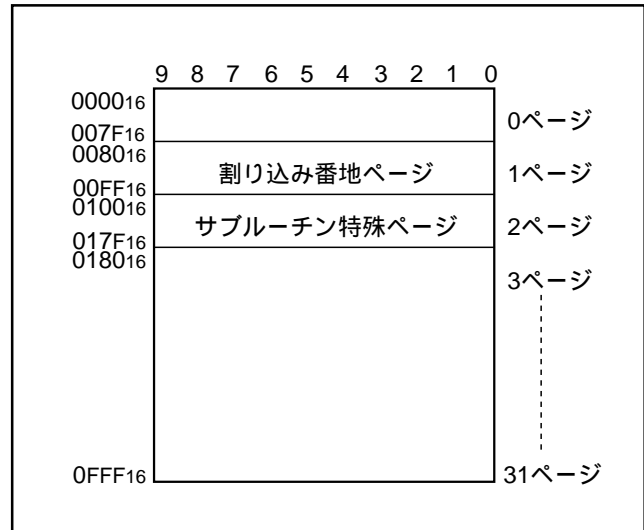 9 8 7 6 5 4 3 2 1 0
000016
0ページ
007F16
008016
割り込み番地ページ 1ページ
00FF16
010016
サブルーチン特殊ページ 2ページ
017F16
018016
3ページ
0FFF16 31ページ